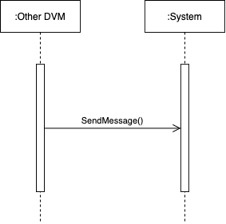 :Other DVM
:System
SendMessage()